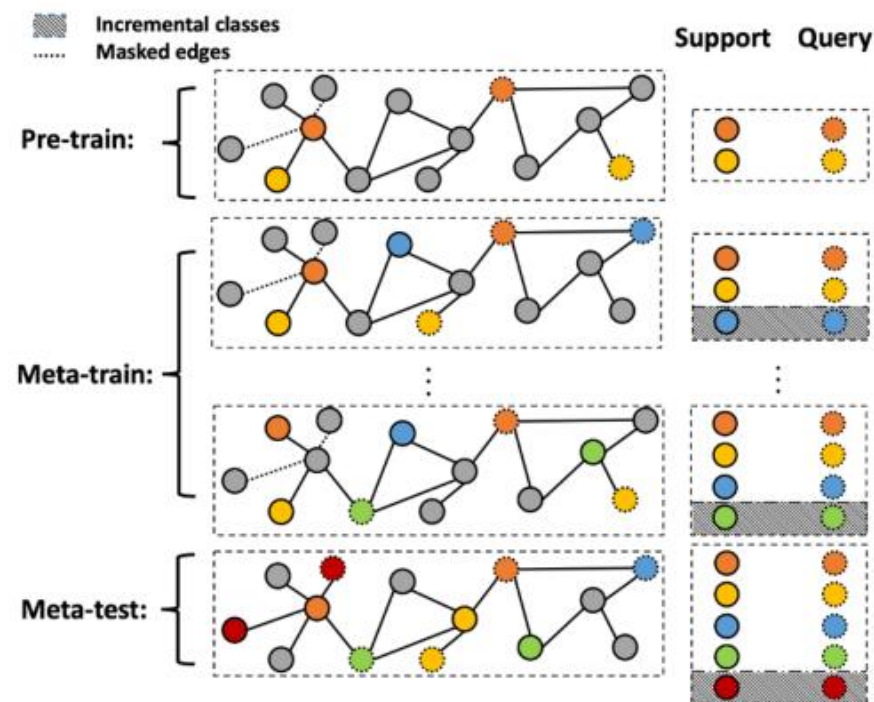 Incremental classes
Masked edges
Support Query
Pre-train:
Meta-train:
Meta-test: